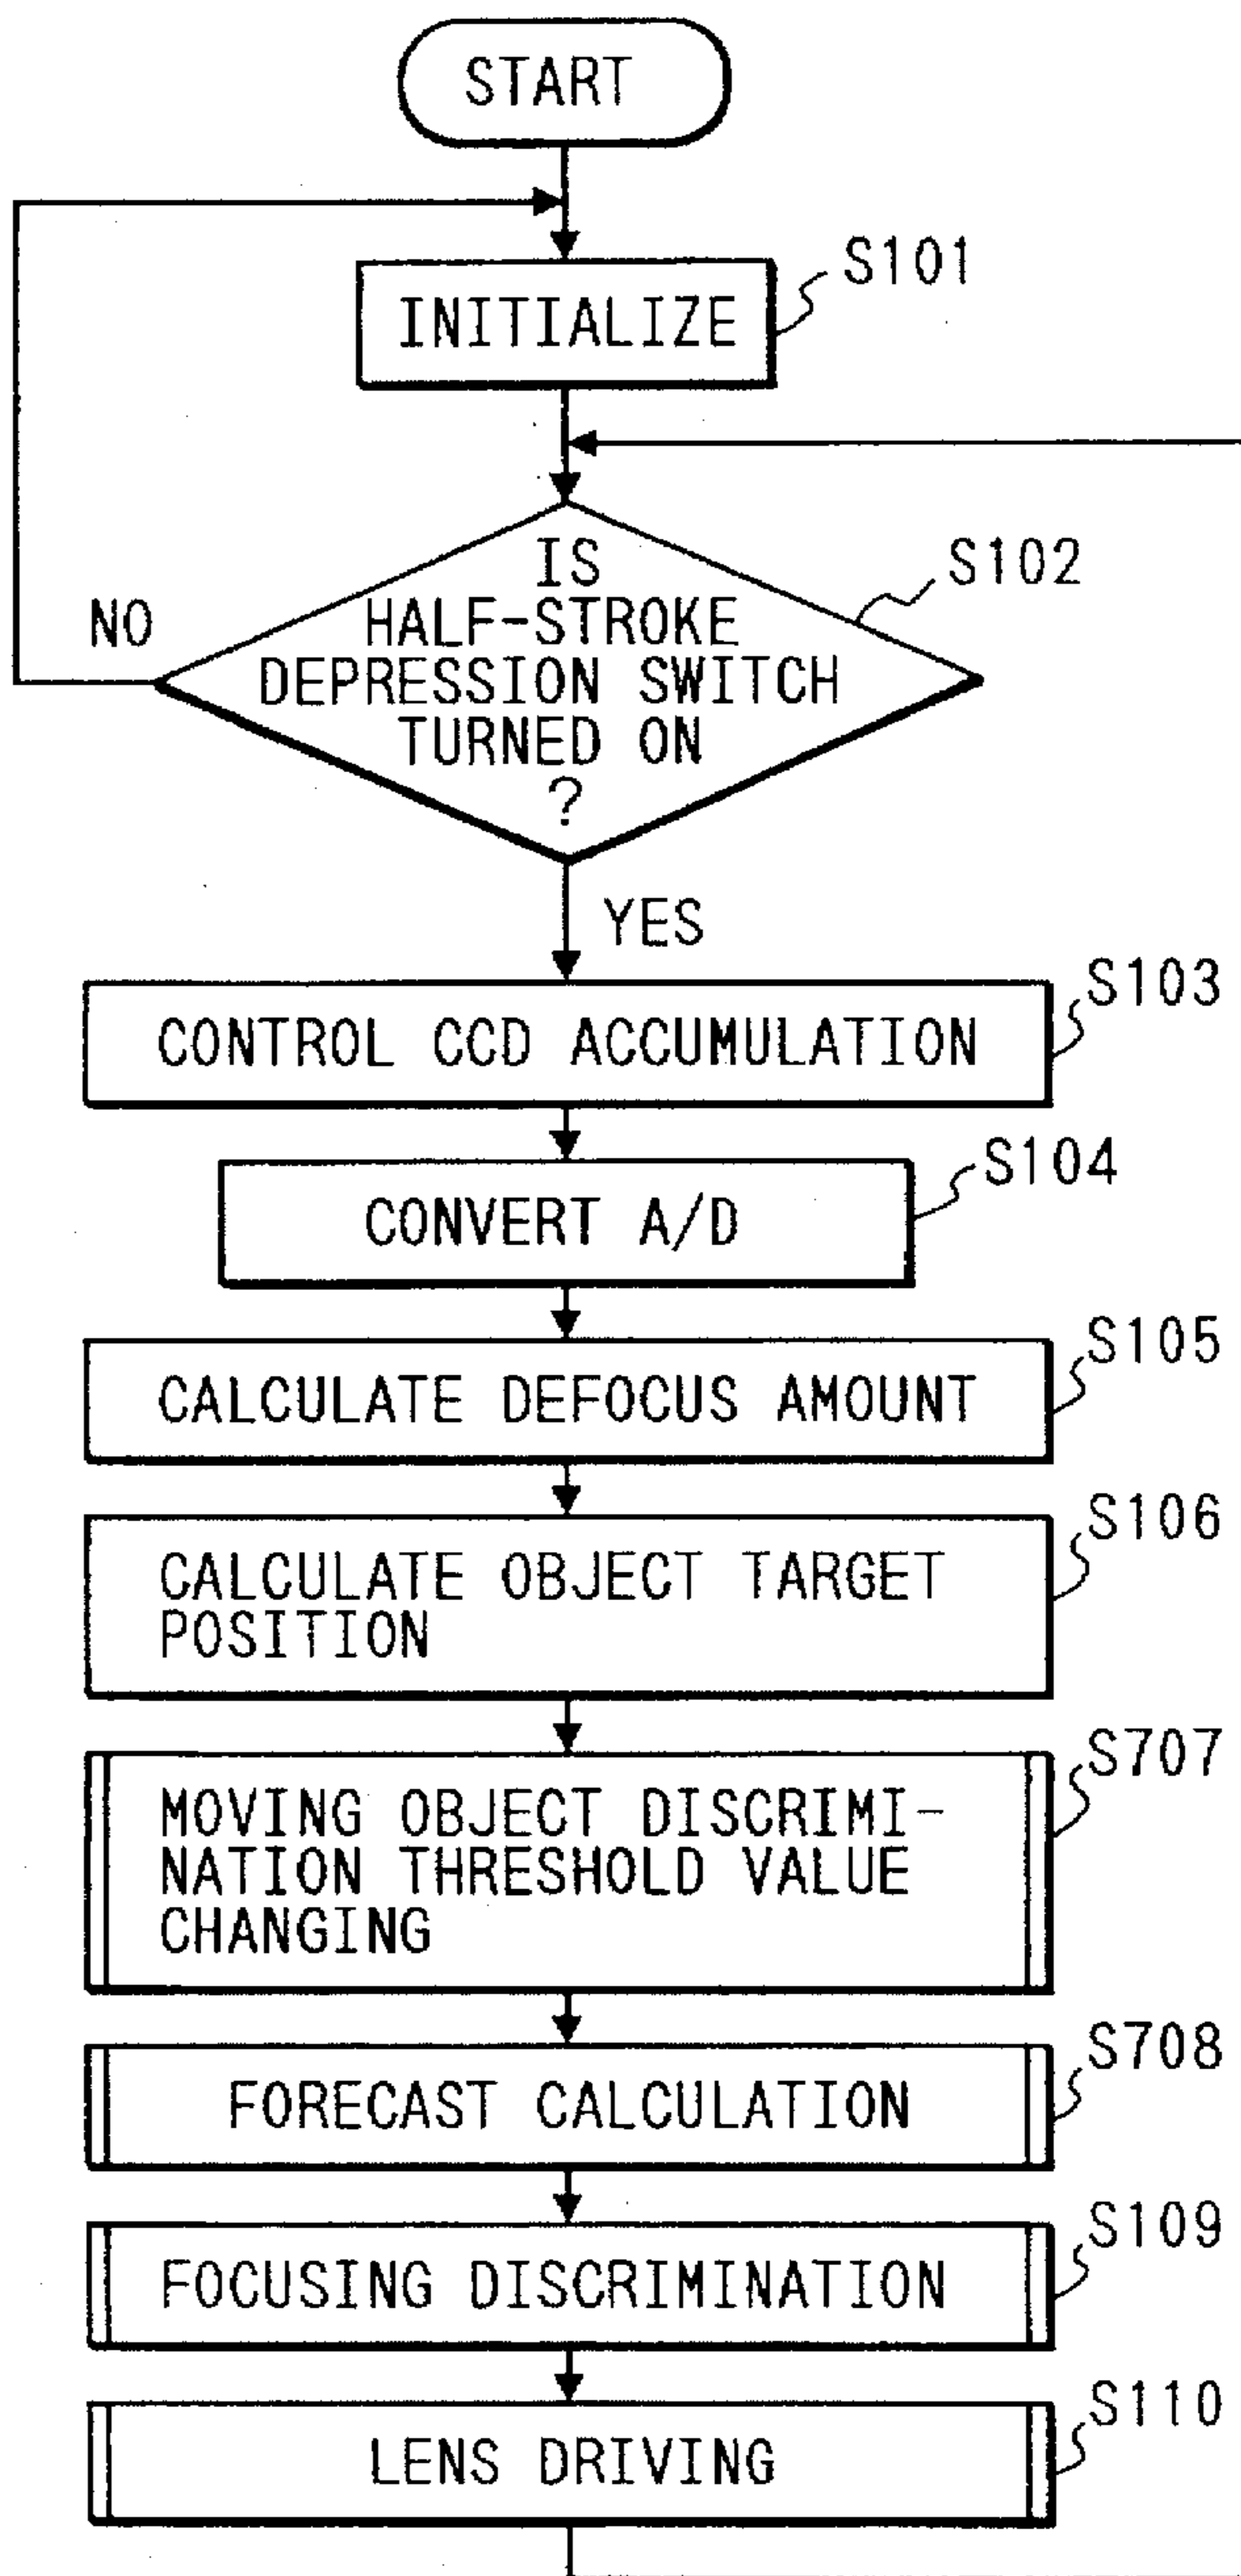 START
S101
INITIALIZE
S102
IS
HALF-STROKE
DEPRESSION SWITCH
TURNED ON
?
NO
YES
S103
CONTROL CCD ACCUMULATION
S104
CONVERT A/D
S105
CALCULATE DEFOCUS AMOUNT
S106
CALCULATE OBJECT TARGET
POSITION
S707
MOVING OBJECT DISCRIMI-
NATION THRESHOLD VALUE
CHANGING
S708
FORECAST CALCULATION
S109
FOCUSING DISCRIMINATION
S110
LENS DRIVING